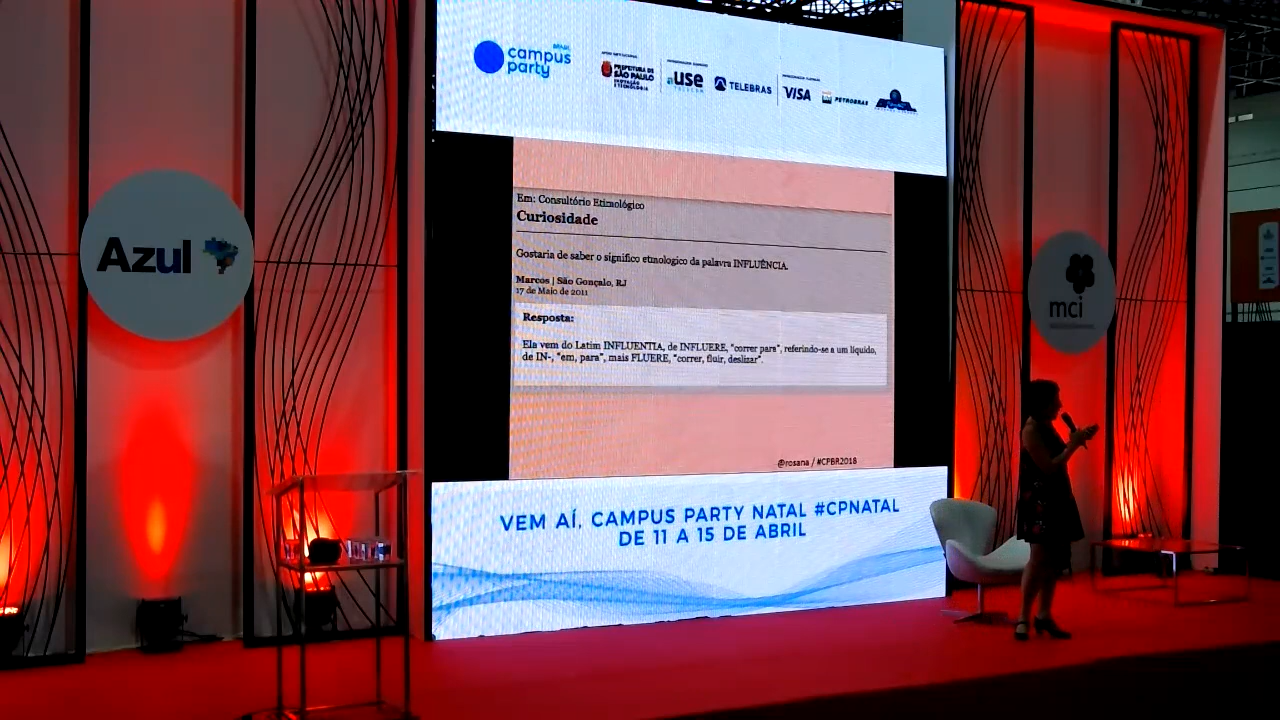 BRASIL
campus
party
PREFEITURA DE
SÃO PAULO
INOVAÇÃO
E TECNOLOGIA
use
TELECOM
TELEBRAS
VISA
PETROBRAS
Azul
mci
Em: Consultório Etimológico
Curiosidade
Gostaria de saber o significo etmologico da palavra INFLUÊNCIA.
Marcos | São Gonçalo, RJ
17 de Maio de 2011
Resposta:
Ela vem do Latim INFLUENTIA, de INFLUERE, "correr para", referindo-se a um líquido,
de IN-, "em, para", mais FLUERE, "correr, fluir, deslizar".
@rosana / #CPBR2018
VEM AÍ, CAMPUS PARTY NATAL #CPNATAL
DE 11 A 15 DE ABRIL